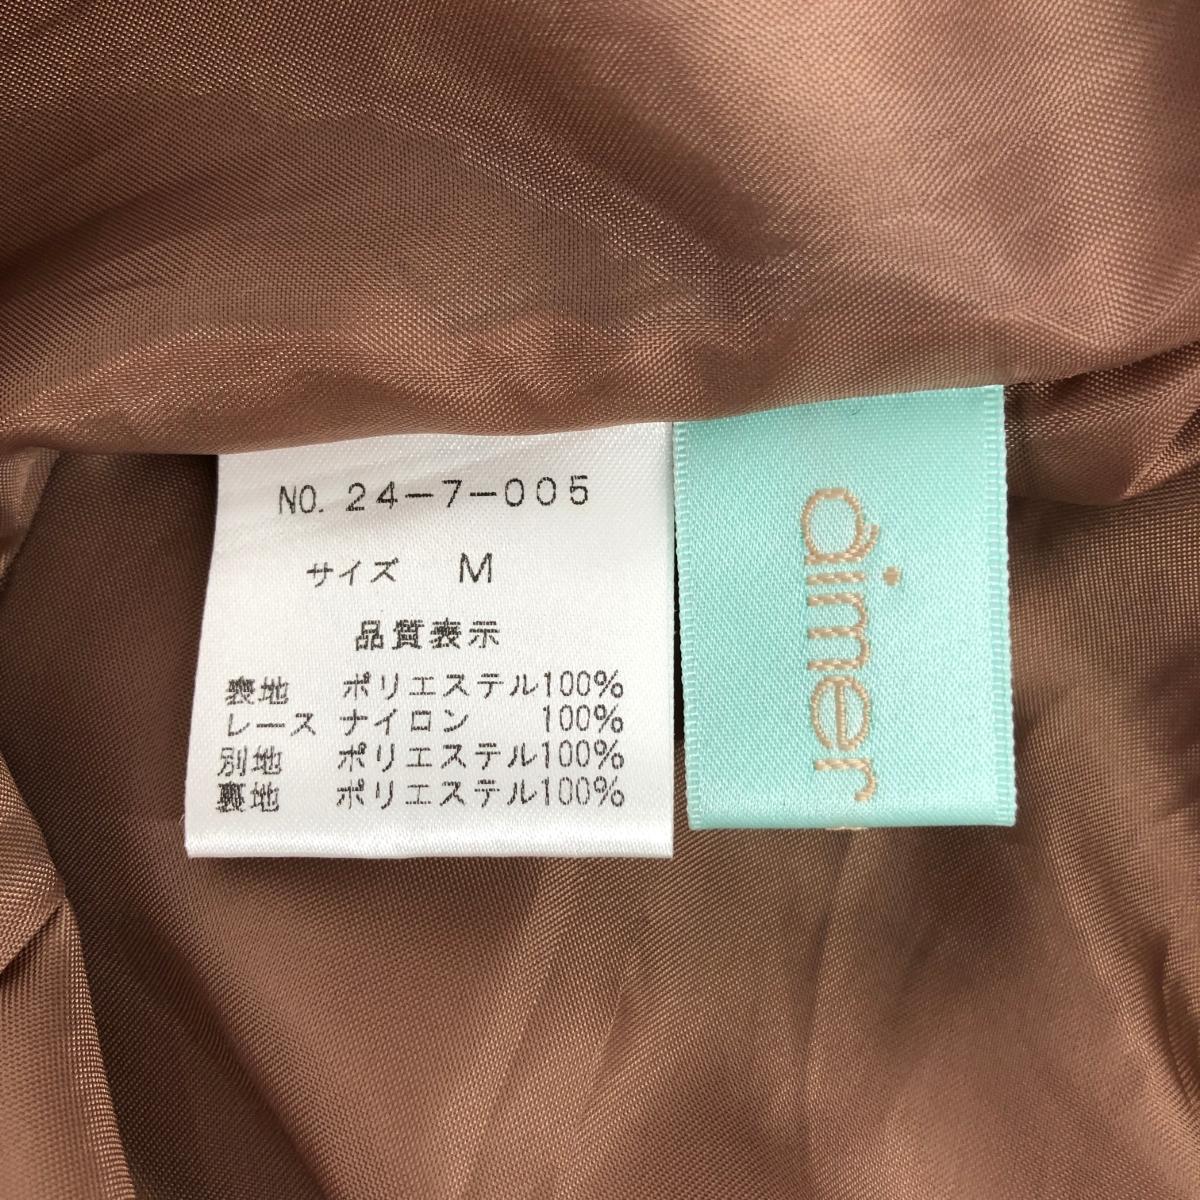 NO. 24-7-005
サイズ M
品質表示
表地 ポリエステル100%
レース ナイロン 100%
別地 ポリエステル100%
裏地 ポリエステル100%
aimer